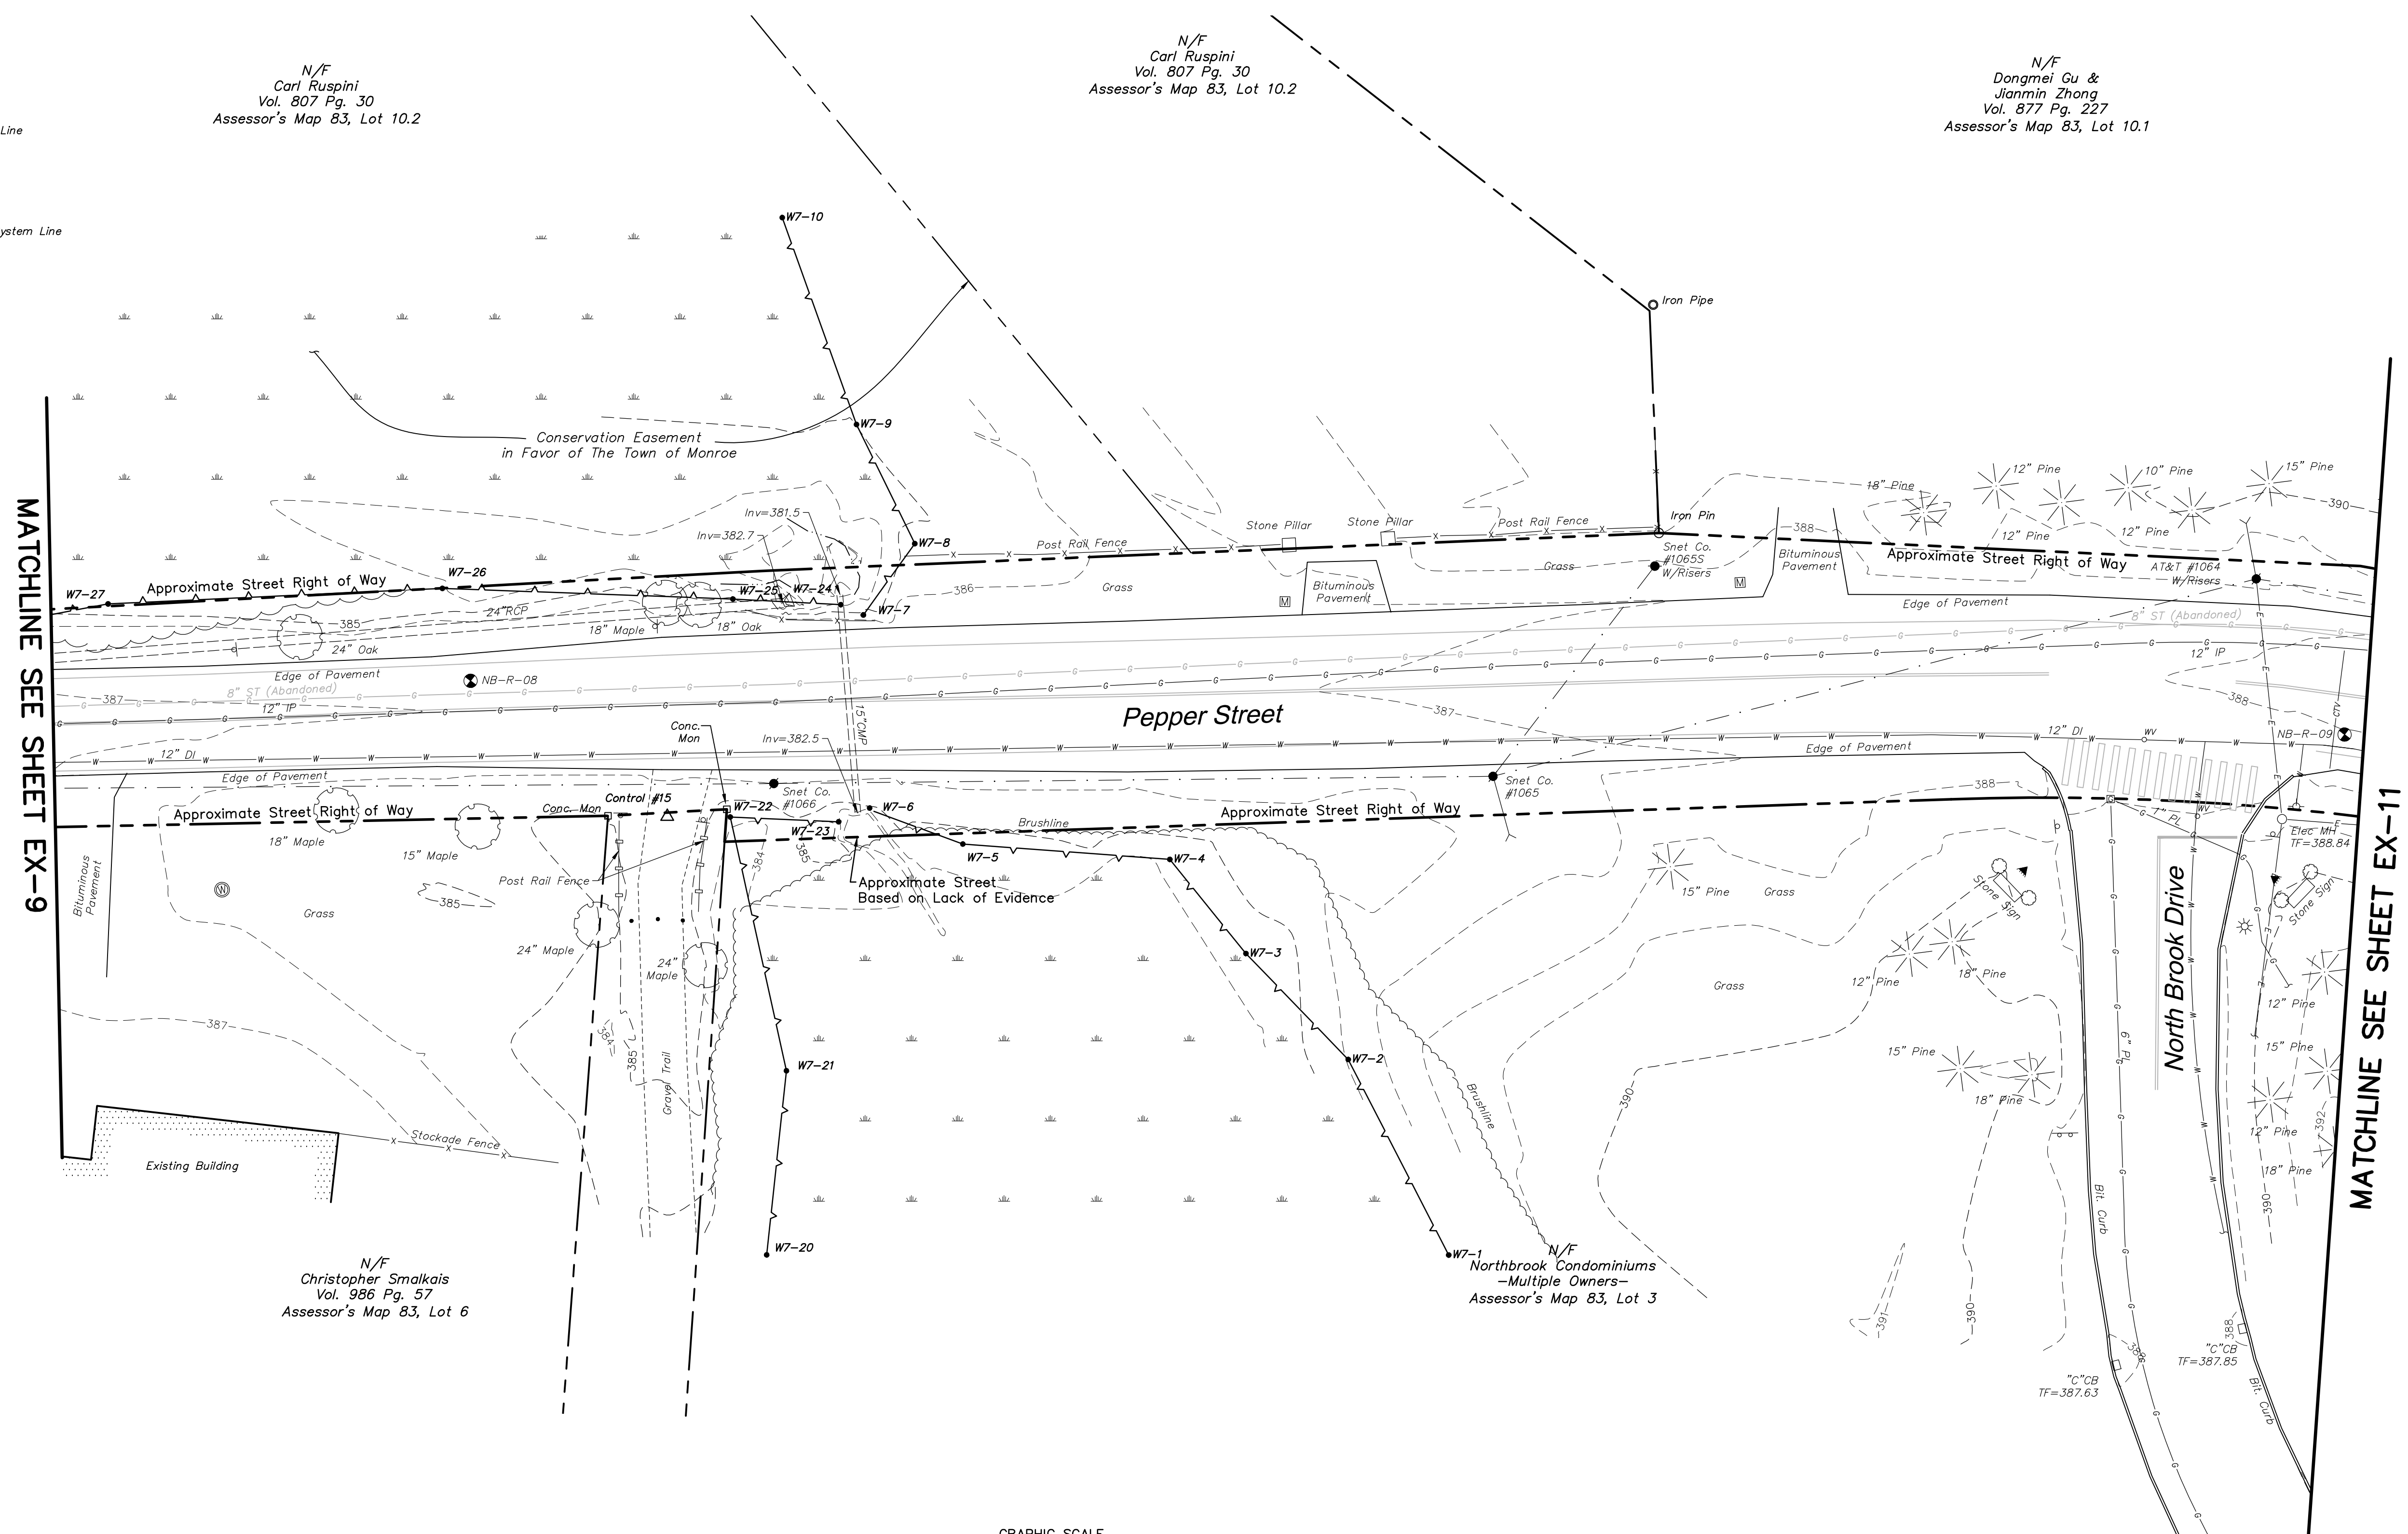 N/F
Carl Ruspini
Vol. 807 Pg. 30
Assessor's Map 83, Lot 10.2
N/F
Carl Ruspini
Vol. 807 Pg. 30
Assessor's Map 83, Lot 10.2
N/F
Dongmei Gu &
Jianmin Zhong
Vol. 877 Pg. 227
Assessor's Map 83, Lot 10.1
Line
ystem Line
W7-10
Iron Pipe
W7-9
Conservation Easement
in Favor of The Town of Monroe
MATCHLINE SEE SHEET EX-9
Inv=381.5
Inv=382.7
W7-8
Post Rail Fence
Stone Pillar
Stone Pillar
Post Rail Fence
Iron Pin
18" Pine
12" Pine
10" Pine
15" Pine
390
388
12" Pine
12" Pine
Snet Co.
#1065S
W/Risers
M
Bituminous
Pavement
Approximate Street Right of Way
AT&T #1064
W/Risers
W7-27
Approximate Street Right of Way
W7-26
W7-25
W7-24
W7-7
386
Grass
M
Bituminous
Pavement
Grass
Edge of Pavement
24"RCP
385
18" Maple
18" Oak
24" Oak
8" ST (Abandoned)
12" IP
Edge of Pavement
NB-R-08
8" ST (Abandoned)
387
12" IP
15"CMP
Pepper Street
387
388
CTV
NB-R-09
Conc.
Mon
Inv=382.5
12" DI
12" DI
WV
Edge of Pavement
Edge of Pavement
Snet Co.
#1066
Snet Co.
#1065
388
Approximate Street Right of Way
Conc. Mon
Control #15
W7-22
W7-6
W7-23
Approximate Street Right of Way
Brushline
18" Maple
15" Maple
384
385
W7-5
W7-4
7" PL
WV
Elec MH
TF=388.84
Bituminous
Pavement
W
Post Rail Fence
385
Approximate Street
Based on Lack of Evidence
Grass
15" Pine
Grass
Stone Sign
Stone Sign
North Brook Drive
MATCHLINE SEE SHEET EX-11
24" Maple
24"
Maple
W7-3
Grass
12" Pine
18" Pine
12" Pine
387
384
385
Gravel Trail
W7-21
W7-2
6" PL
15" Pine
15" Pine
18" Pine
390
Brushline
12" Pine
392
18" Pine
Stockade Fence
Existing Building
Bit. Curb
390
W7-20
W7-1
N/F
Christopher Smalkais
Vol. 986 Pg. 57
Assessor's Map 83, Lot 6
N/F
Northbrook Condominiums
-Multiple Owners-
Assessor's Map 83, Lot 3
391
390
388
"C"CB
TF=387.85
"C"CB
TF=387.63
Bit. Curb